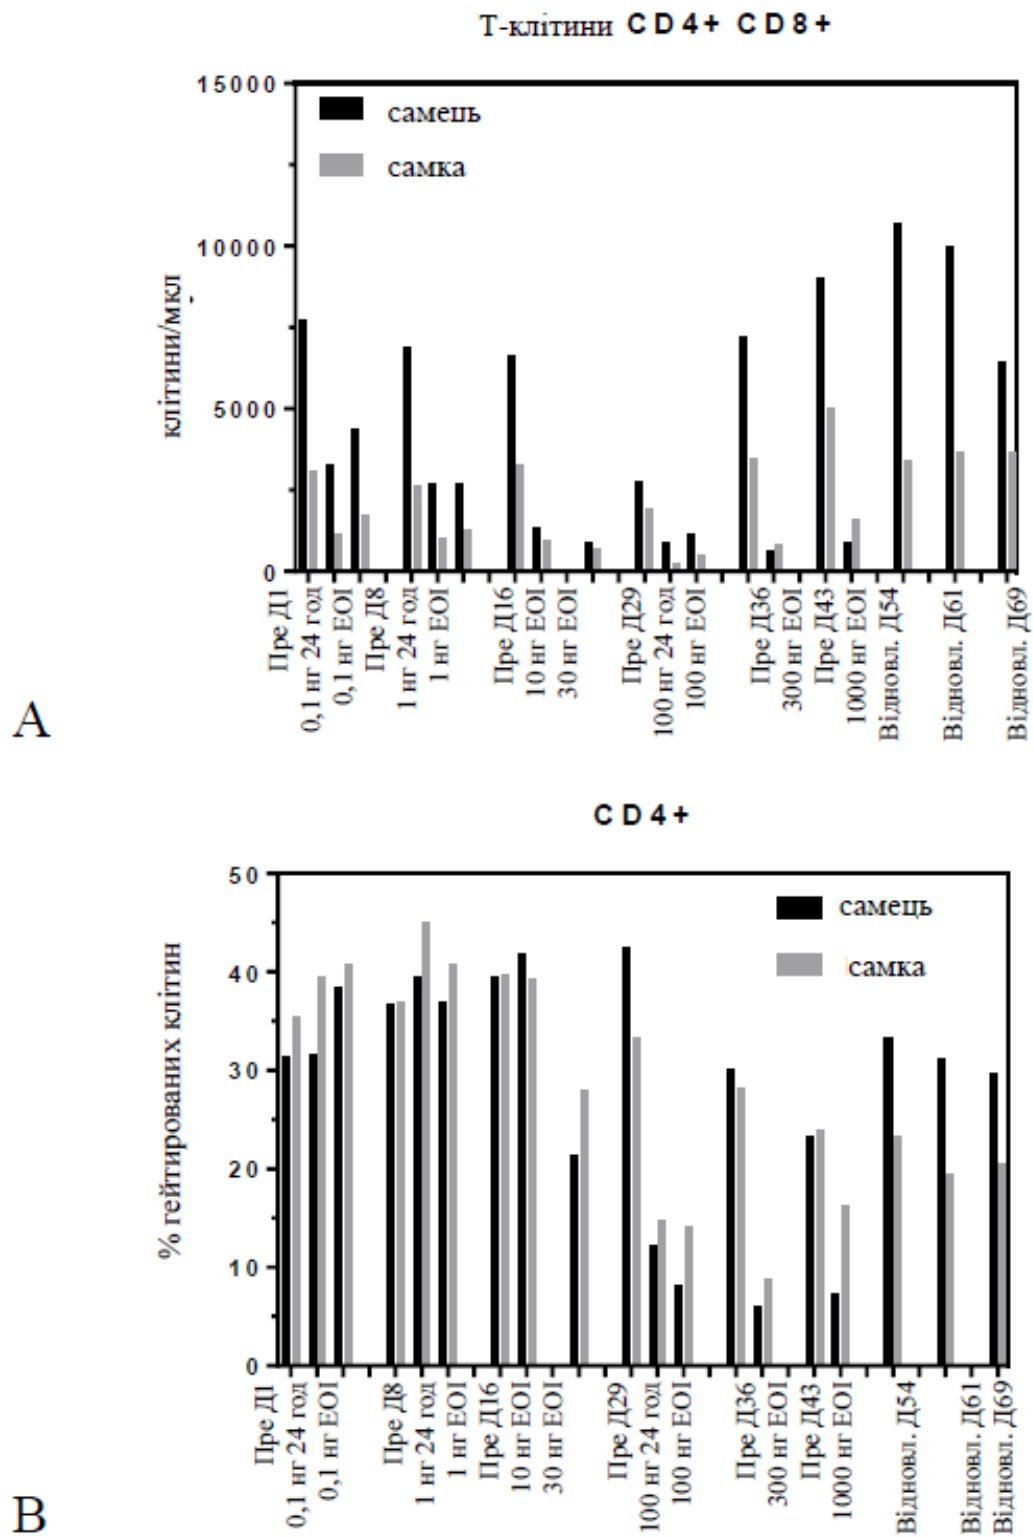 Т-клітини CD4+ CD8+
15000
10000
5000
0
самець
самка
клітини/мкл
Пре Д1
0,1 нг 24 год
0,1 нг EOI
Пре Д8
1 нг 24 год
1 нг EOI
Пре Д16
10 нг EOI
30 нг EOI
Пре Д29
100 нг 24 год
100 нг EOI
Пре Д36
300 нг EOI
Пре Д43
1000 нг EOI
Відновл. Д54
Відновл. Д61
Відновл. Д69
A
CD4+
50
40
30
20
10
0
самець
самка
% гейтированих клітин
Пре Д1
0,1 нг 24 год
0,1 нг EOI
Пре Д8
1 нг 24 год
1 нг EOI
Пре Д16
10 нг EOI
30 нг EOI
Пре Д29
100 нг 24 год
100 нг EOI
Пре Д36
300 нг EOI
Пре Д43
1000 нг EOI
Відновл. Д54
Відновл. Д61
Відновл. Д69
B